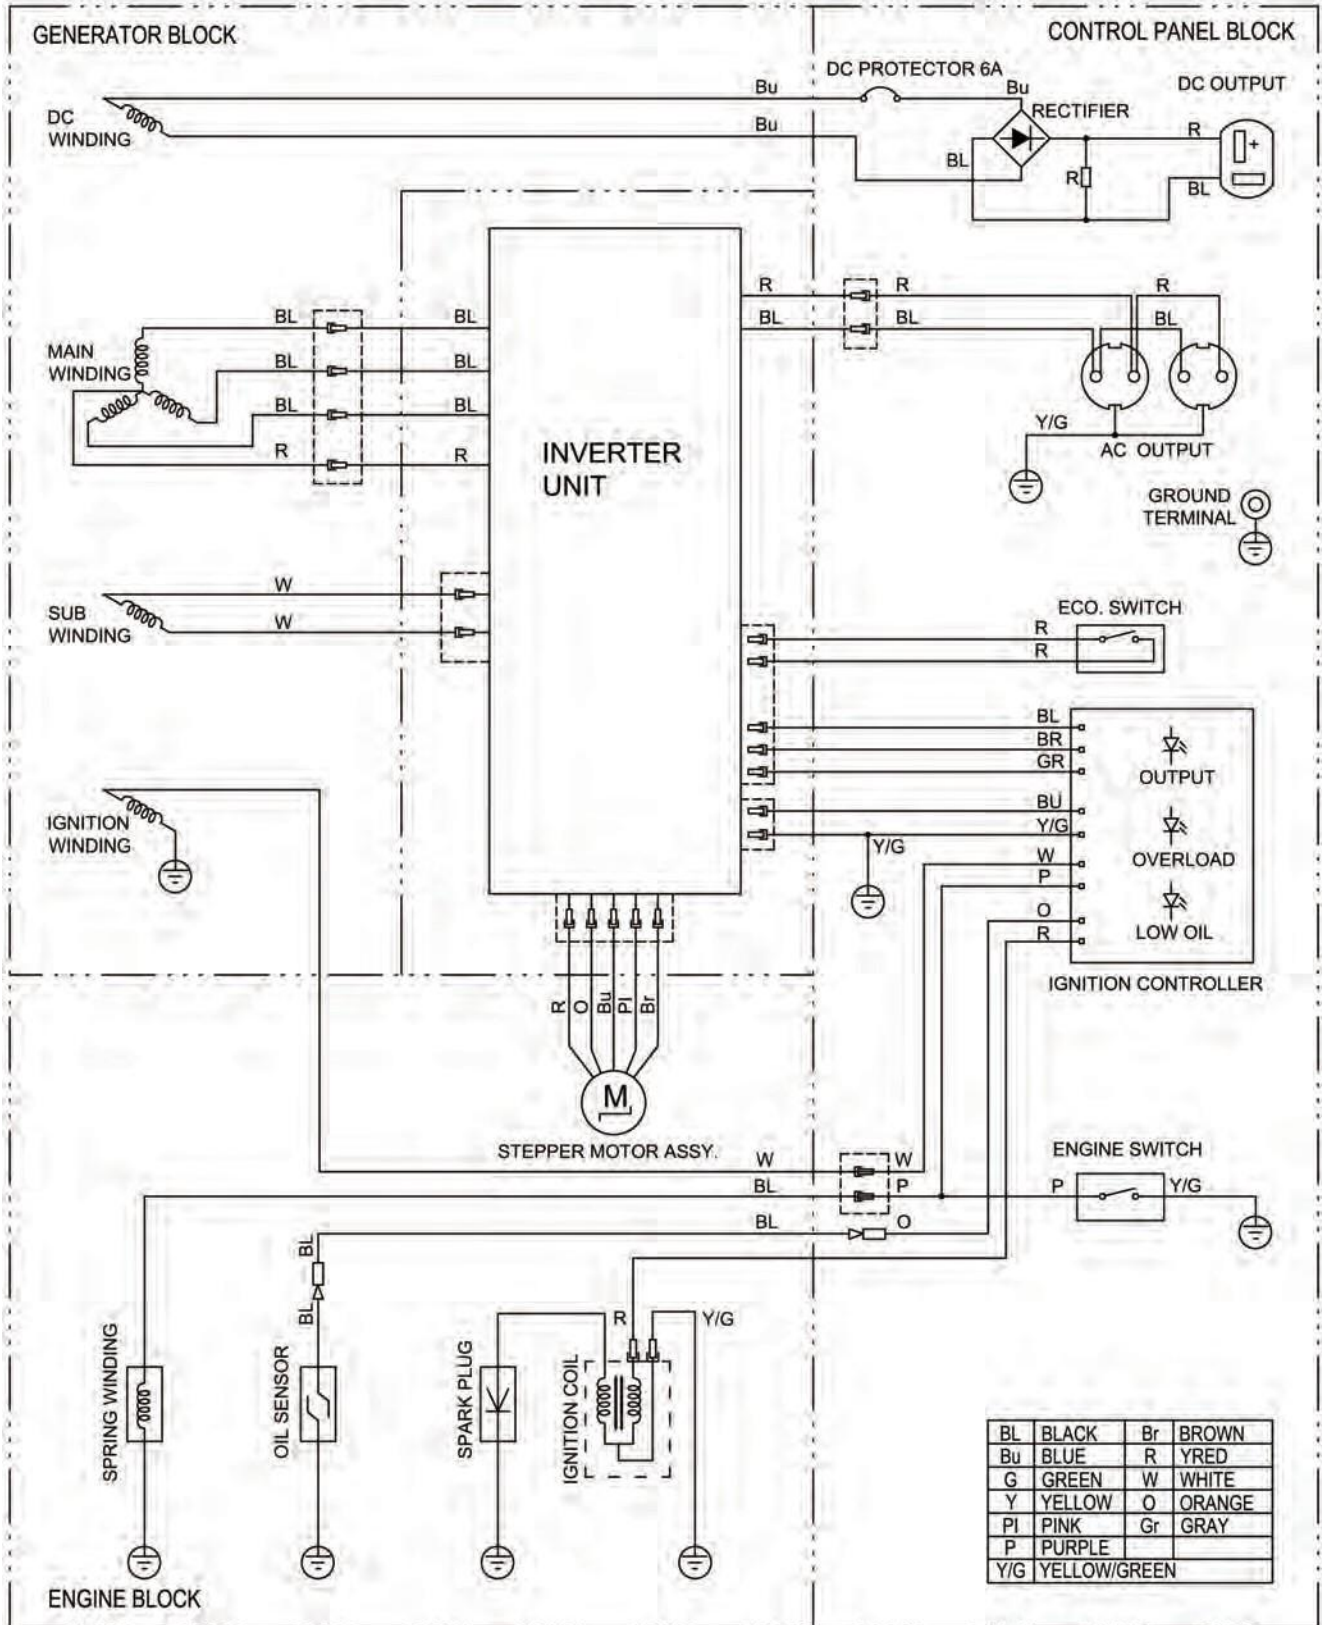 GENERATOR BLOCK
CONTROL PANEL BLOCK
DC PROTECTOR 6A
DC OUTPUT
Bu
Bu
RECTIFIER
DC
WINDING
Bu
BL
R
+
R
BL
R
R
R
BL
BL
BL
BL
BL
MAIN
WINDING
BL
BL
BL
BL
R
R
INVERTER
UNIT
Y/G
AC OUTPUT
GROUND
TERMINAL
W
SUB
WINDING
W
ECO. SWITCH
R
R
BL
BR
GR
OUTPUT
BU
Y/G
Y/G
OVERLOAD
W
P
O
R
LOW OIL
IGNITION CONTROLLER
IGNITION
WINDING
R
O
Bu
PI
Br
M
STEPPER MOTOR ASSY.
W
W
BL
P
BL
O
ENGINE SWITCH
P
Y/G
BL
BL
R
Y/G
SPRING WINDING
OIL SENSOR
SPARK PLUG
IGNITION COIL
BL BLACK Br BROWN
Bu BLUE R YRED
G GREEN W WHITE
Y YELLOW O ORANGE
PI PINK Gr GRAY
P PURPLE
Y/G YELLOW/GREEN
ENGINE BLOCK